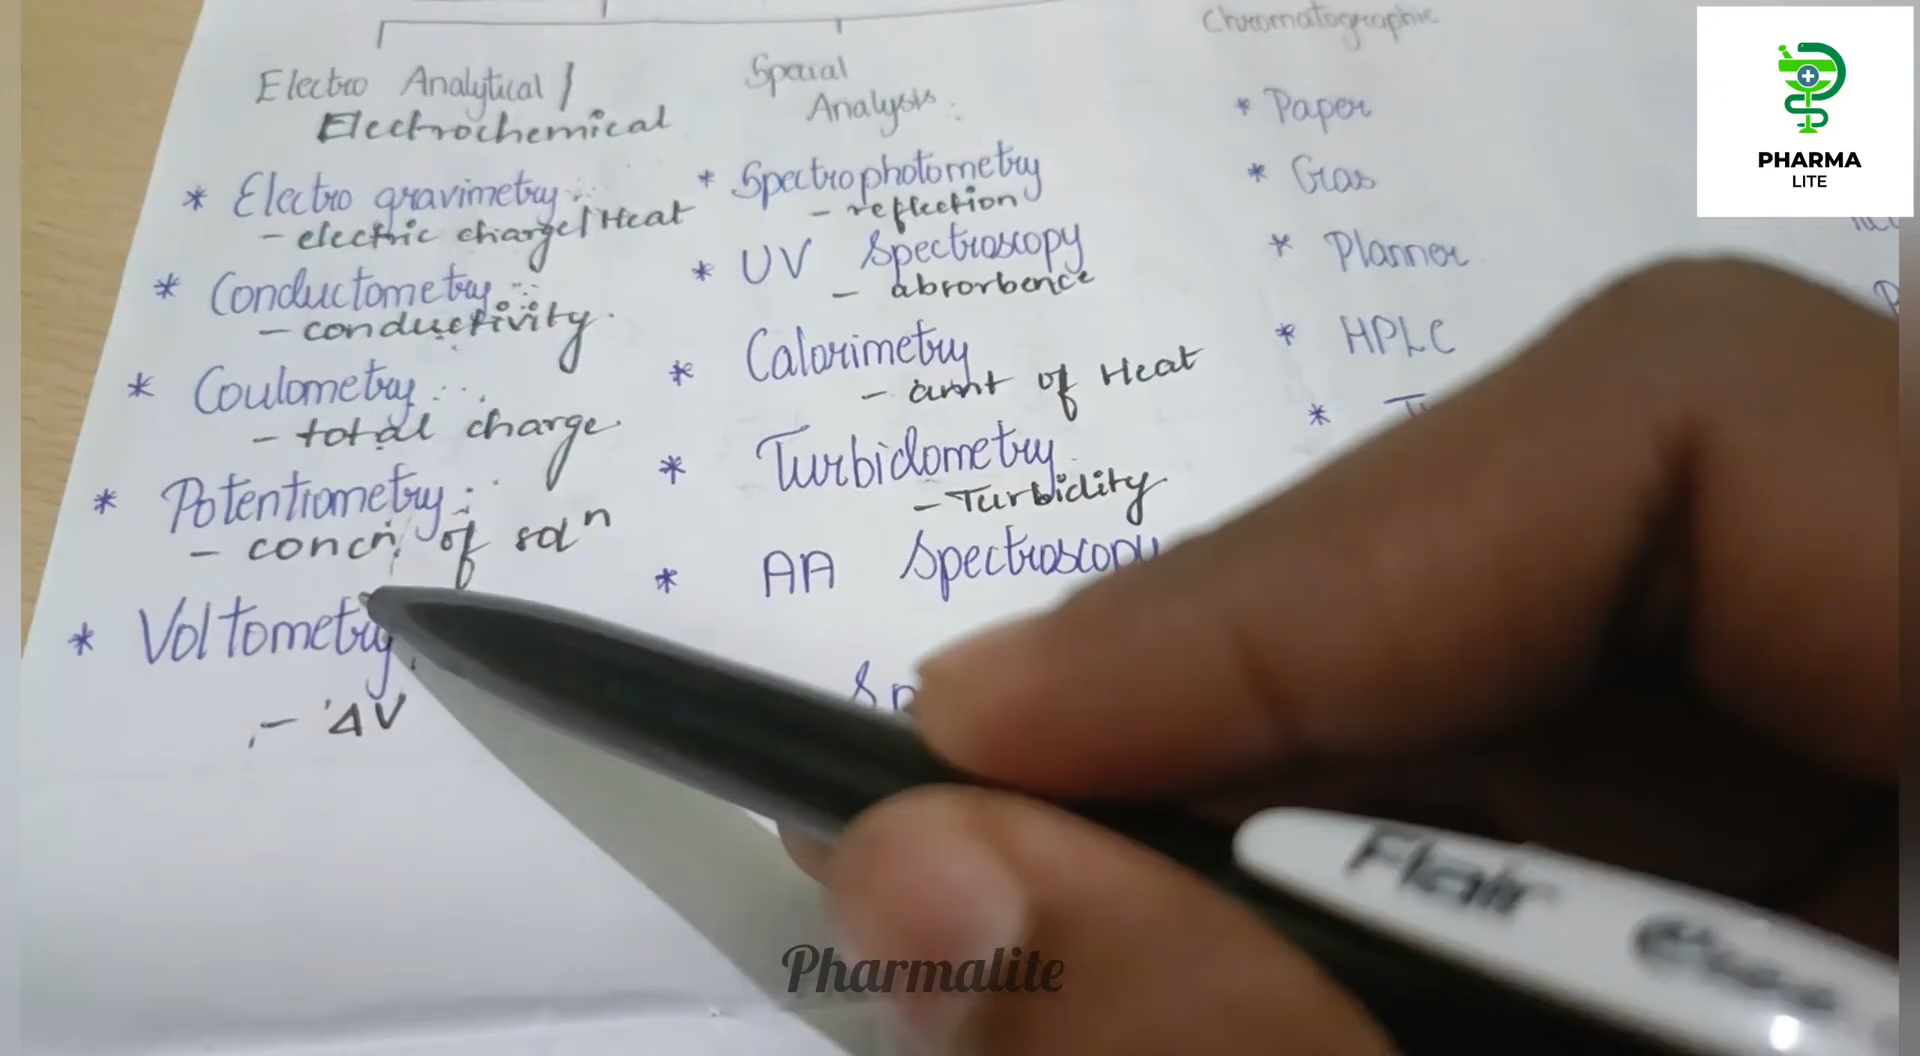 Electro Analytical /
Electrochemical
* Electro gravimetry
- electric charge/Heat
* Conductometry
- conductivity
* Coulometry
- total charge
* Potentiometry
- concn of soln
* Voltometry
- ΔV
Special
Analysis
* Spectrophotometry
- reflection
* UV Spectroscopy
- absrorbence
* Calorimetry
- amnt of Heat
* Turbidometry
- Turbidity
* AA Spectroscopy
Chromatographic
* Paper
* Gas
* Planner
* HPLC
*
PHARMA
LITE
Flair
Pharmalite